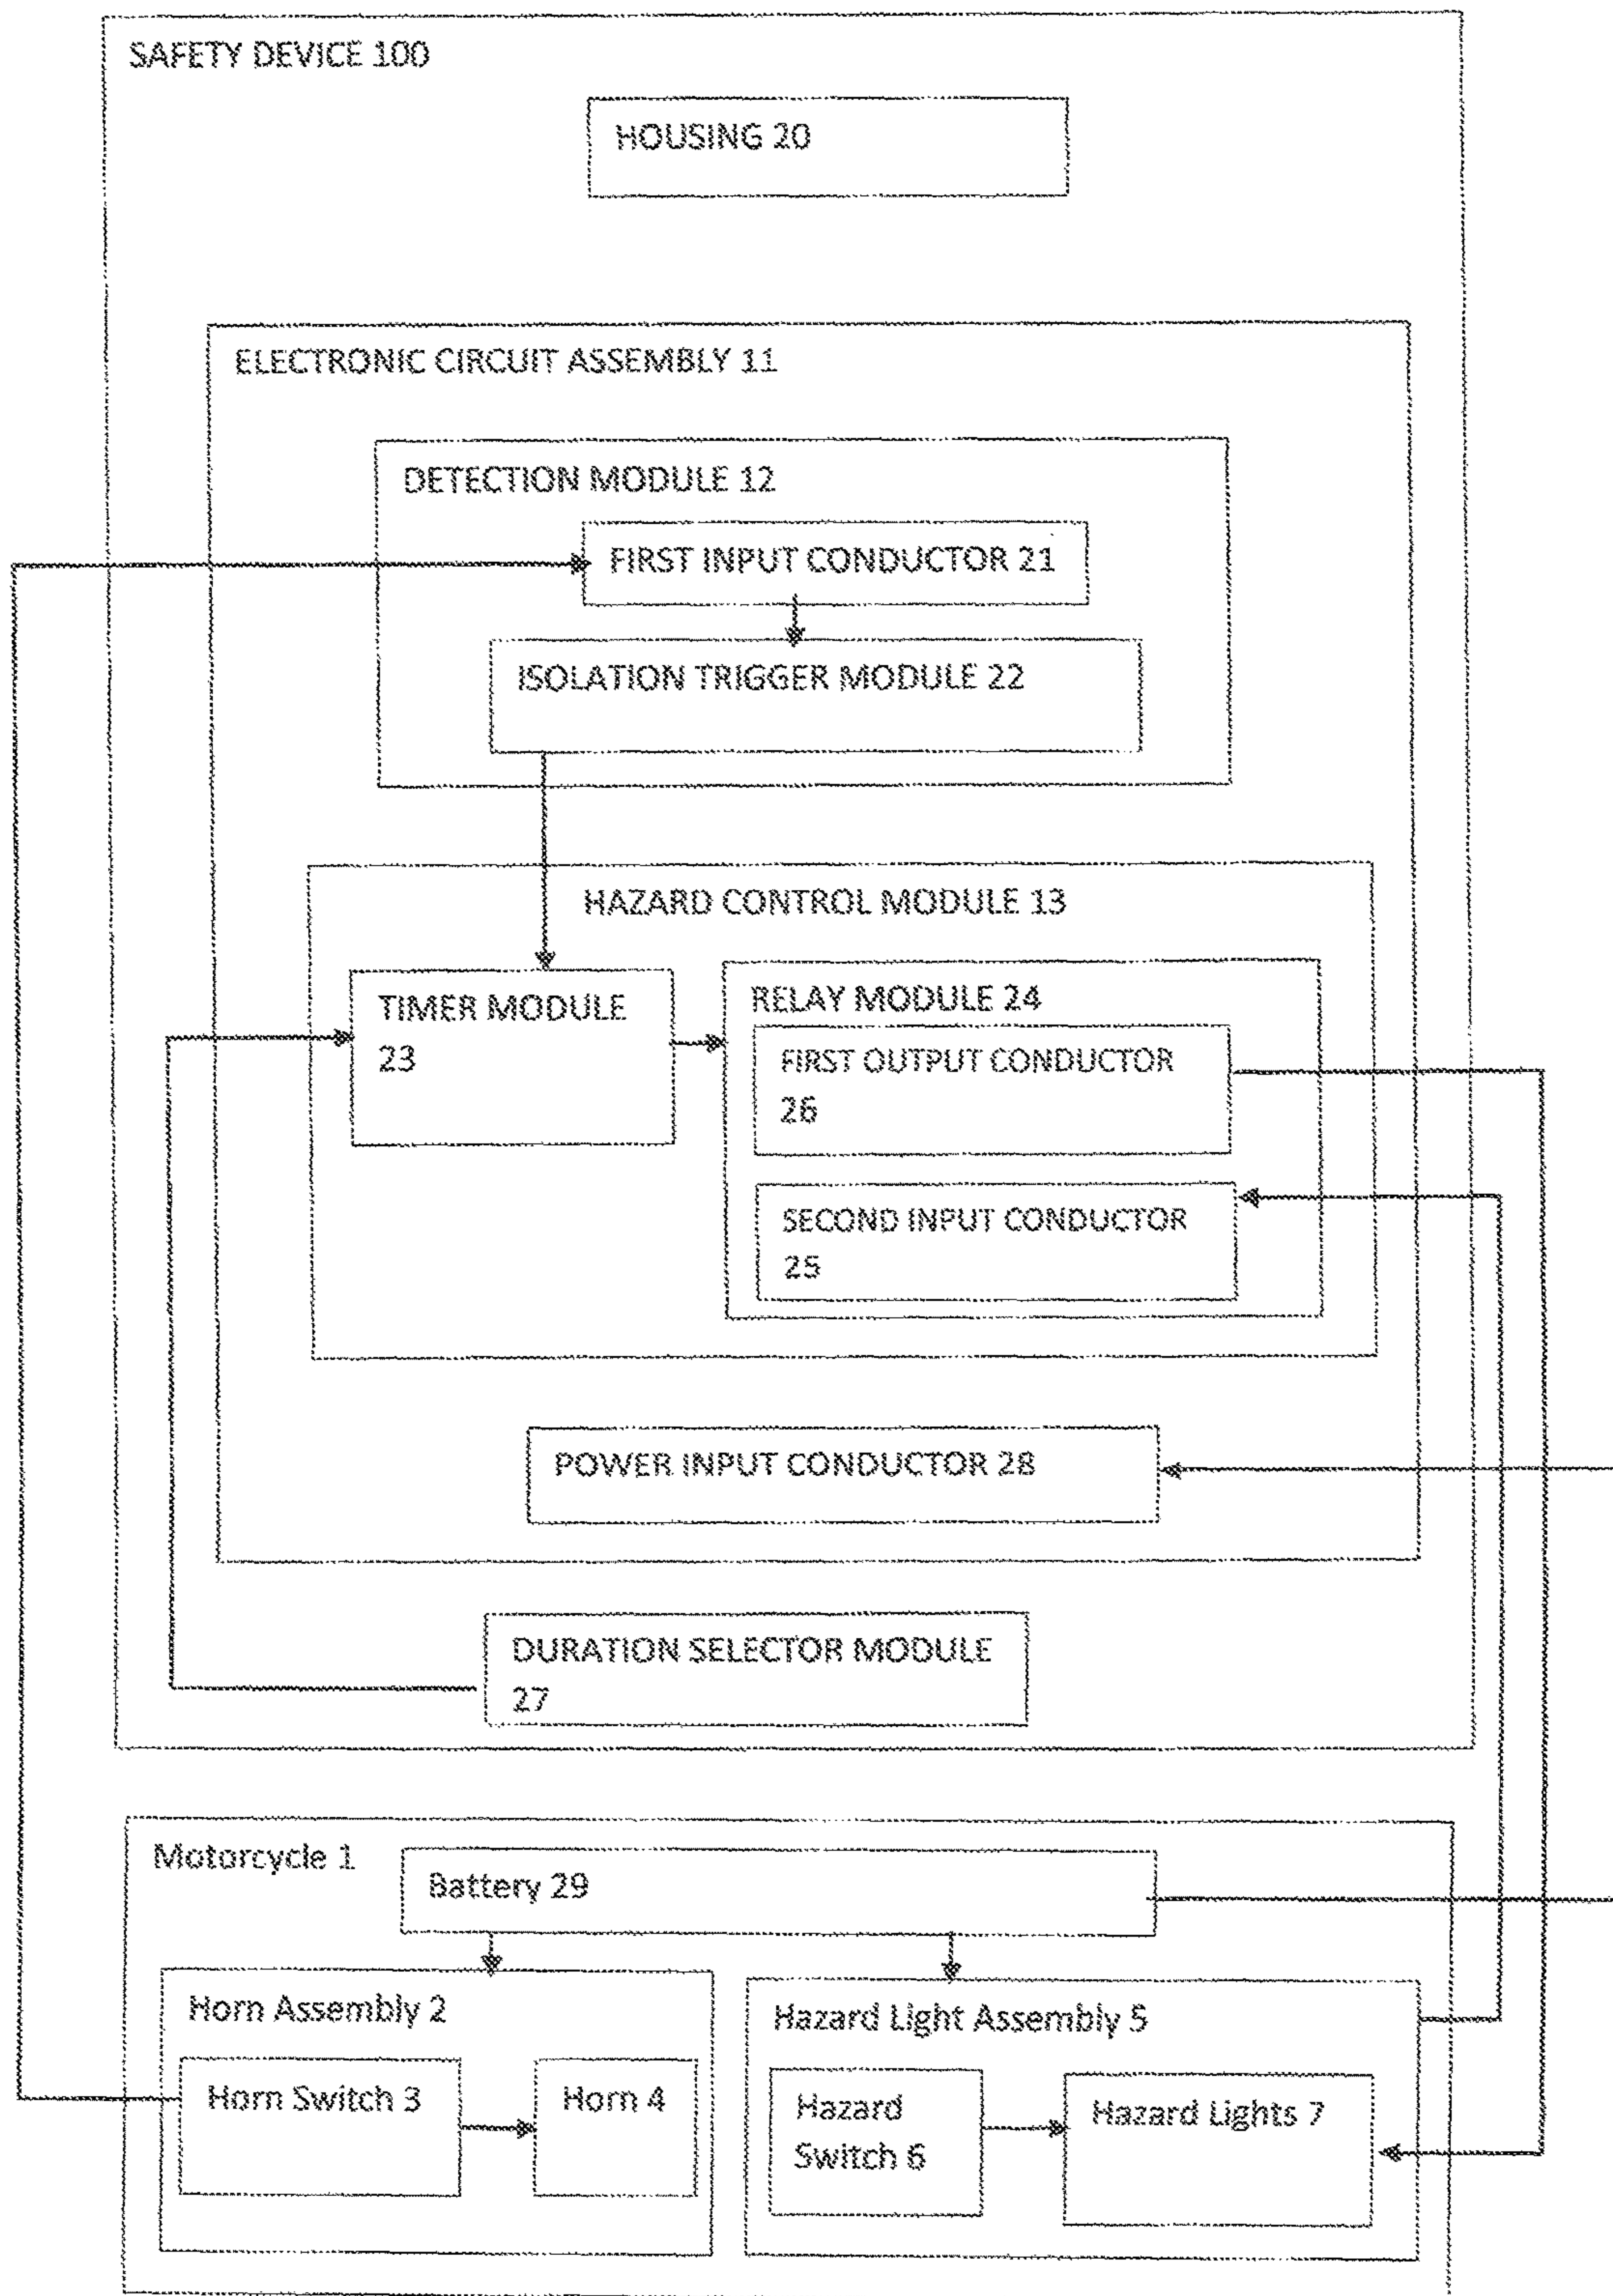 SAFETY DEVICE 100
HOUSING 20
ELECTRONIC CIRCUIT ASSEMBLY 11
DETECTION MODULE 12
FIRST INPUT CONDUCTOR 21
ISOLATION TRIGGER MODULE 22
HAZARD CONTROL MODULE 13
TIMER MODULE
23
RELAY MODULE 24
FIRST OUTPUT CONDUCTOR
26
SECOND INPUT CONDUCTOR
25
POWER INPUT CONDUCTOR 28
DURATION SELECTOR MODULE
27
Motorcycle 1
Battery 29
Horn Assembly 2
Horn Switch 3
Horn 4
Hazard Light Assembly 5
Hazard
Switch 6
Hazard Lights 7